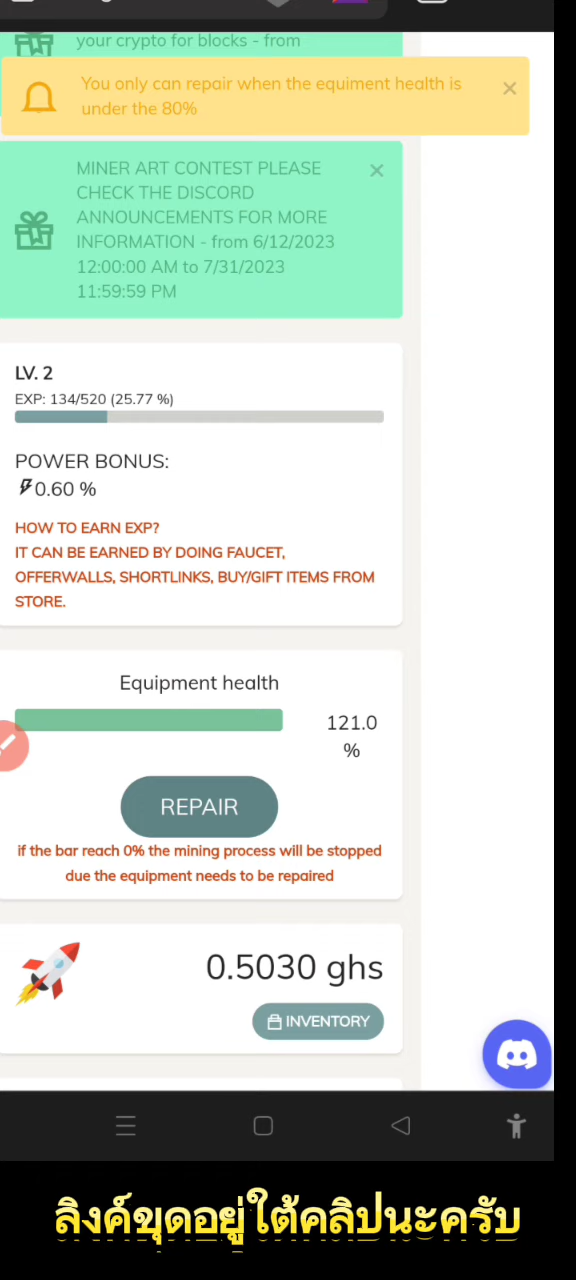 your crypto for blocks - from
You only can repair when the equiment health is
under the 80%
MINER ART CONTEST PLEASE
CHECK THE DISCORD
ANNOUNCEMENTS FOR MORE
INFORMATION - from 6/12/2023
12:00:00 AM to 7/31/2023
11:59:59 PM
LV. 2
EXP: 134/520 (25.77 %)
POWER BONUS:
0.60 %
HOW TO EARN EXP?
IT CAN BE EARNED BY DOING FAUCET,
OFFERWALLS, SHORTLINKS, BUY/GIFT ITEMS FROM
STORE.
Equipment health
121.0
%
REPAIR
if the bar reach 0% the mining process will be stopped
due the equipment needs to be repaired
0.5030 ghs
INVENTORY
ลิงค์ขุดอยู่ใต้คลิปนะครับ